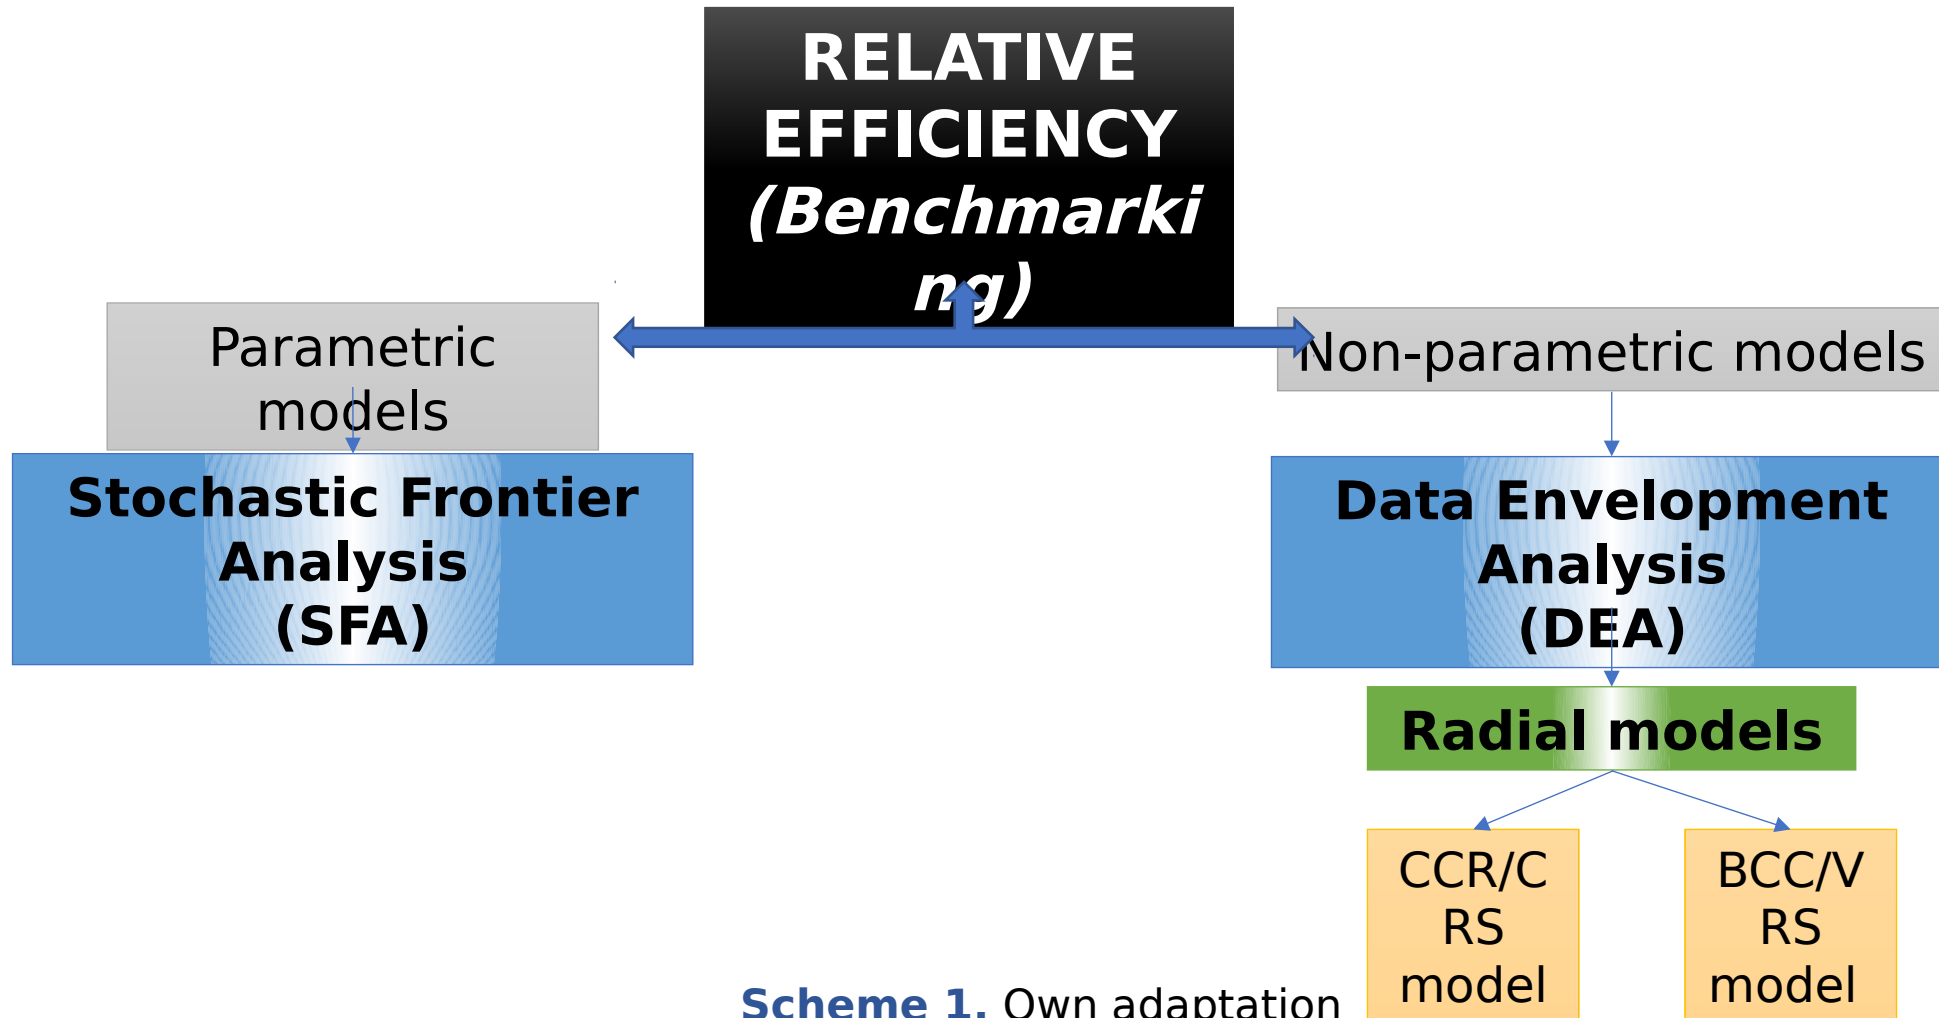 RELATIVE
EFFICIENCY
(Benchmarki
ng)
Parametric
models
Non-parametric models
Stochastic Frontier
Analysis
(SFA)
Data Envelopment
Analysis
(DEA)
Radial models
CCR/C
RS
model
BCC/V
RS
model
Scheme 1. Own adaptation